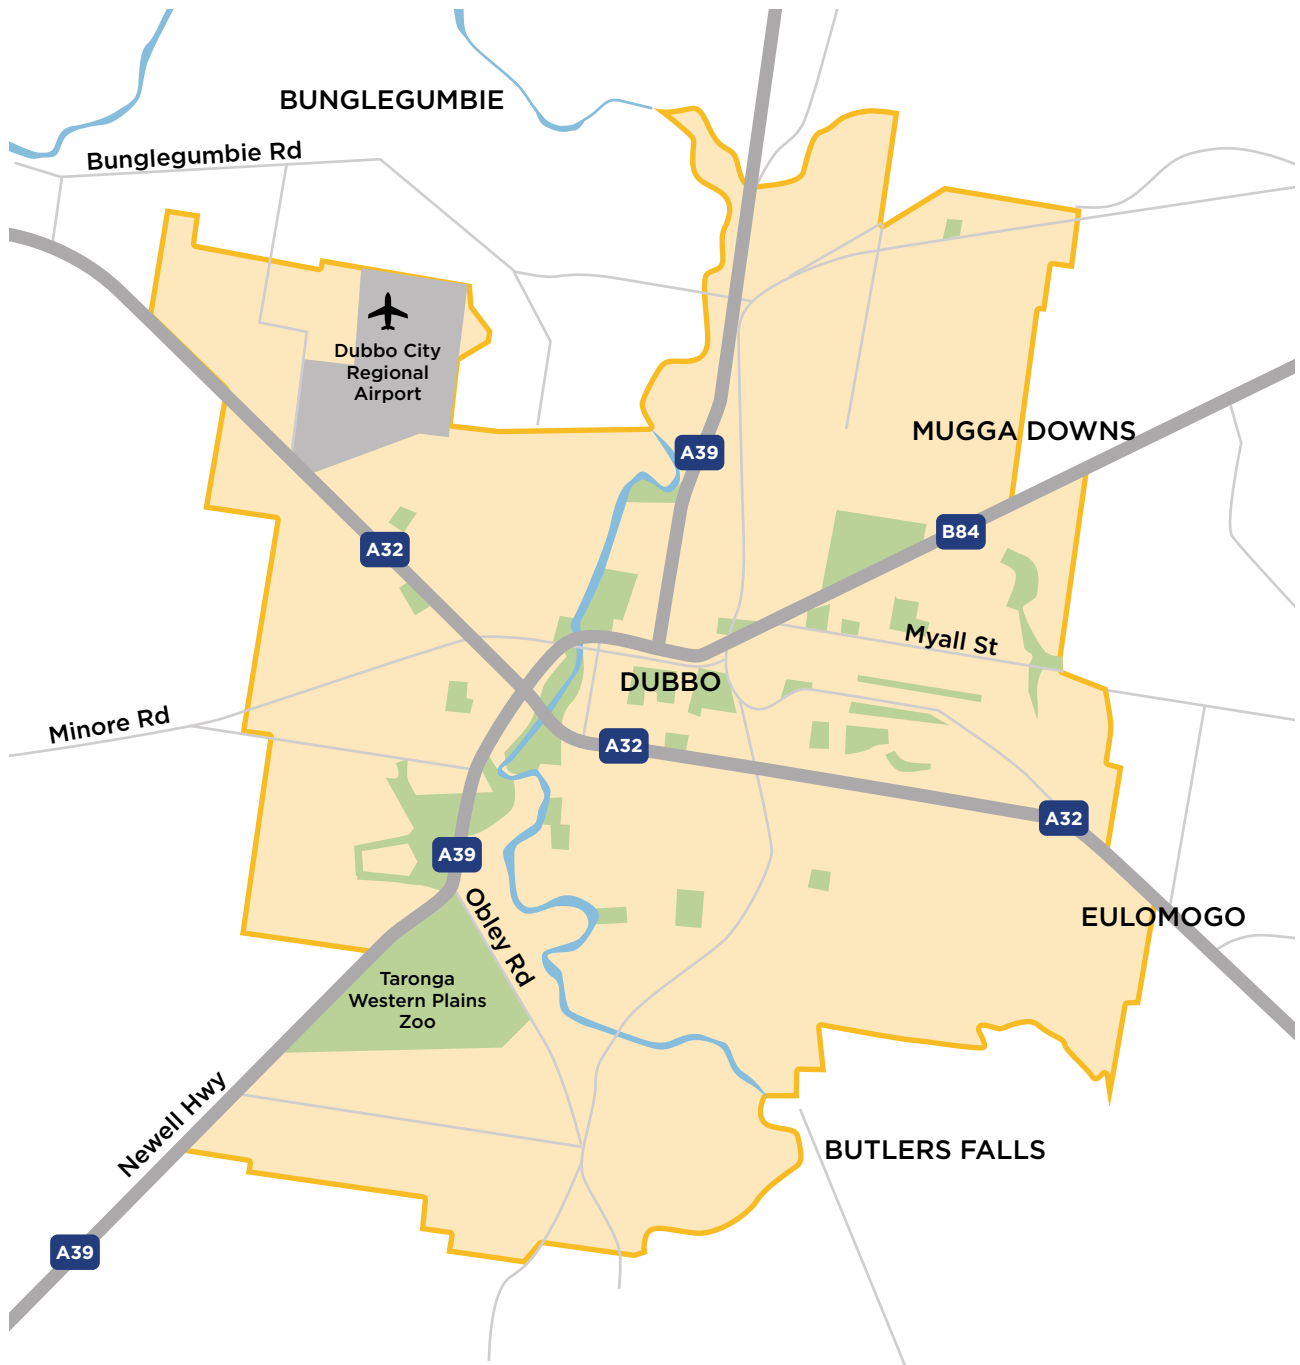 BUNGLEGUMBIE
Bunglegumbie Rd
Dubbo City
Regional
Airport
MUGGA DOWNS
A39
B84
A32
Myall St
DUBBO
Minore Rd
A32
A32
A39
Obley Rd
EULOMOGO
Taronga
Western Plains
Zoo
Newell Hwy
BUTLERS FALLS
A39